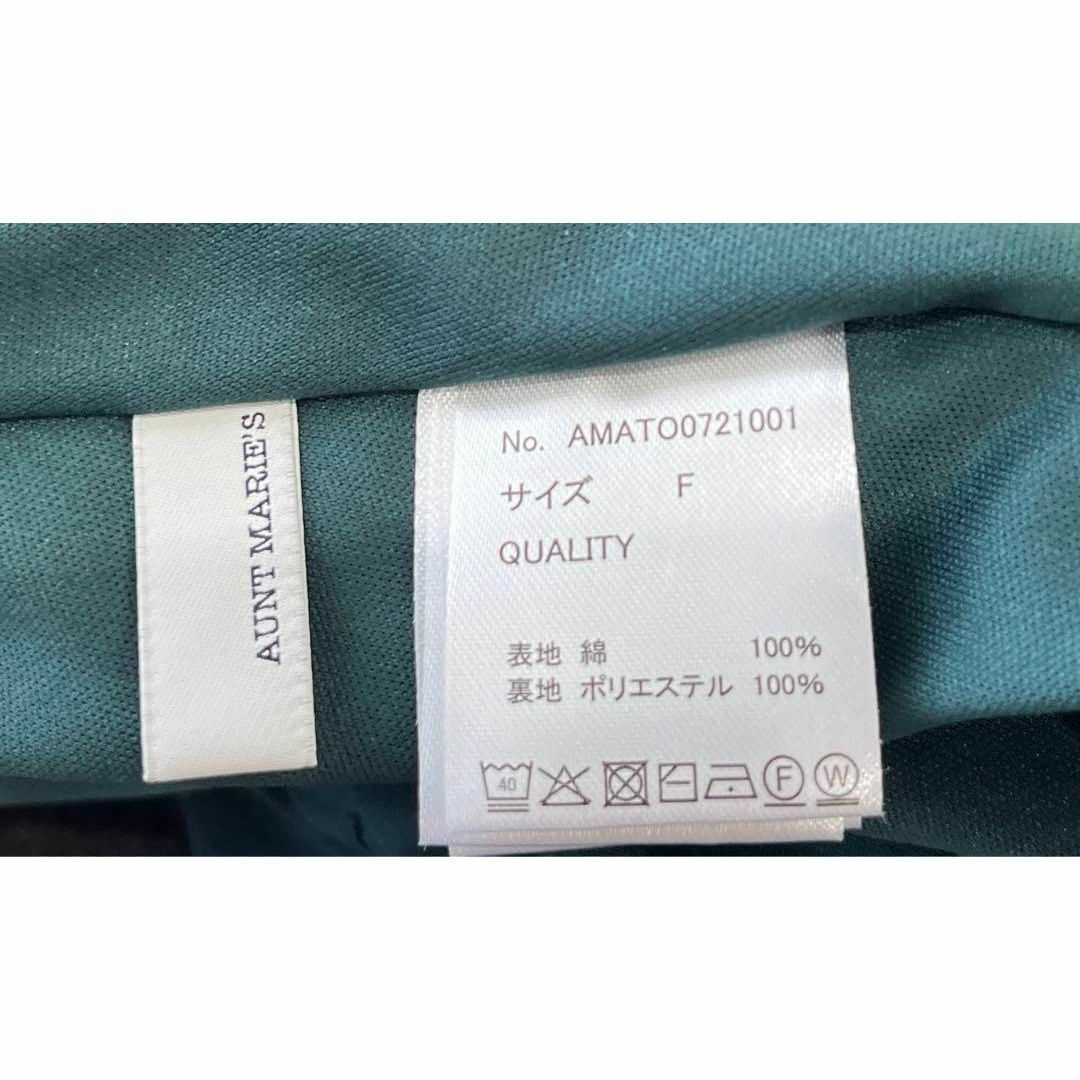 AUNT MARIE'S
No. AMATO0721001
サイズ F
QUALITY
表地 綿 100%
裏地 ポリエステル 100%
40 F W